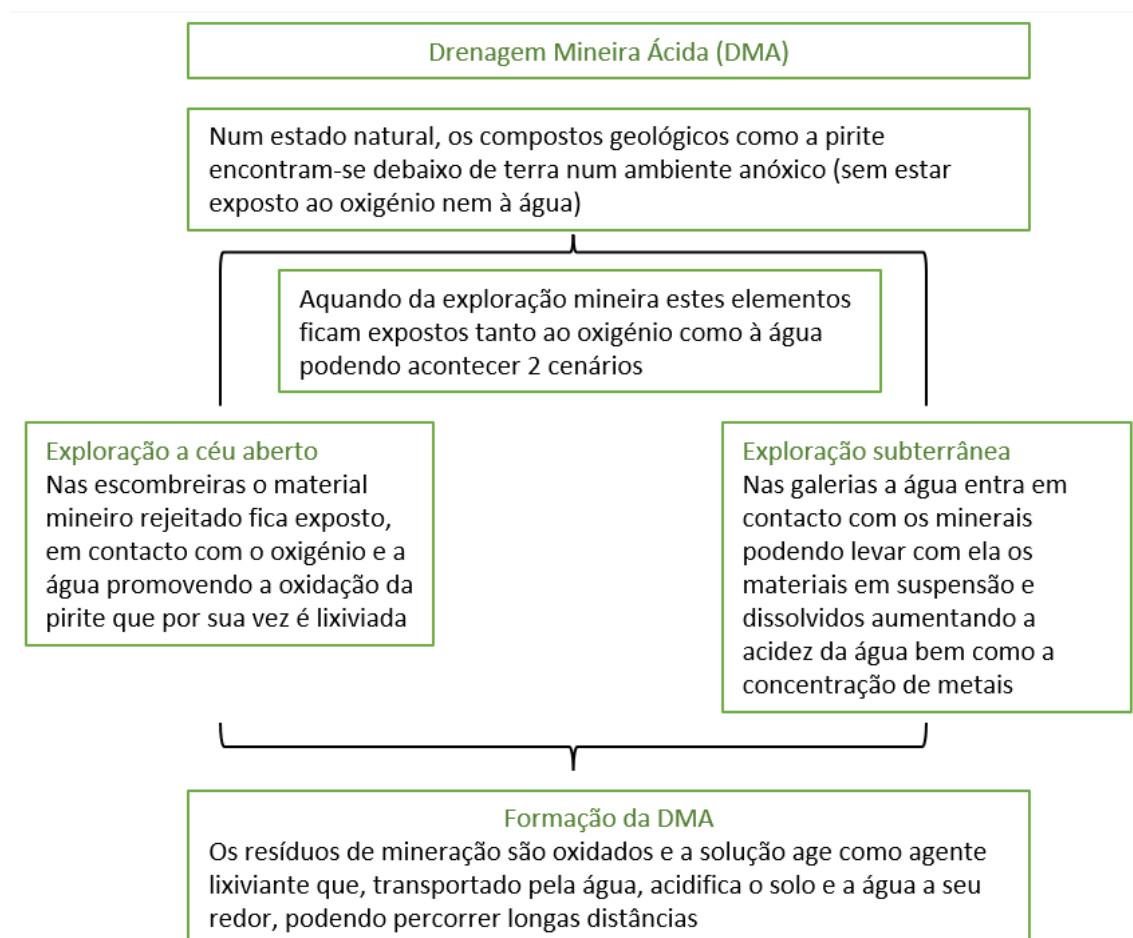 Drenagem Mineira Ácida (DMA)
Num estado natural, os compostos geológicos como a pirite
encontram-se debaixo de terra num ambiente anóxico (sem estar
exposto ao oxigénio nem à água)
Aquando da exploração mineira estes elementos
ficam expostos tanto ao oxigénio como à água
podendo acontecer 2 cenários
Exploração a céu aberto
Nas escombreiras o material
mineiro rejeitado fica exposto,
em contacto com o oxigénio e a
água promovendo a oxidação da
pirite que por sua vez é lixiviada
Exploração subterrânea
Nas galerias a água entra em
contacto com os minerais
podendo levar com ela os
materiais em suspensão e
dissolvidos aumentando a
acidez da água bem como a
concentração de metais
Formação da DMA
Os resíduos de mineração são oxidados e a solução age como agente
lixiviante que, transportado pela água, acidifica o solo e a água a seu
redor, podendo percorrer longas distâncias